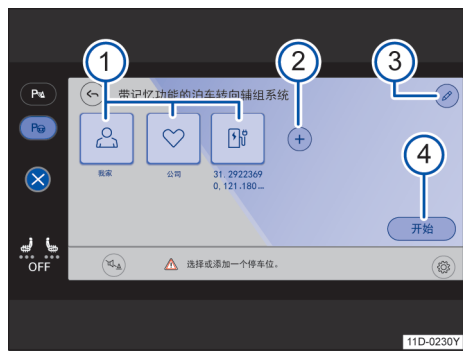 1
2
3
带记忆功能的泊车转向辅组系统
P
P
4
我家
公司
31.2922369
0,121.180…
开始
OFF
选择或添加一个停车位。
11D-0230Y